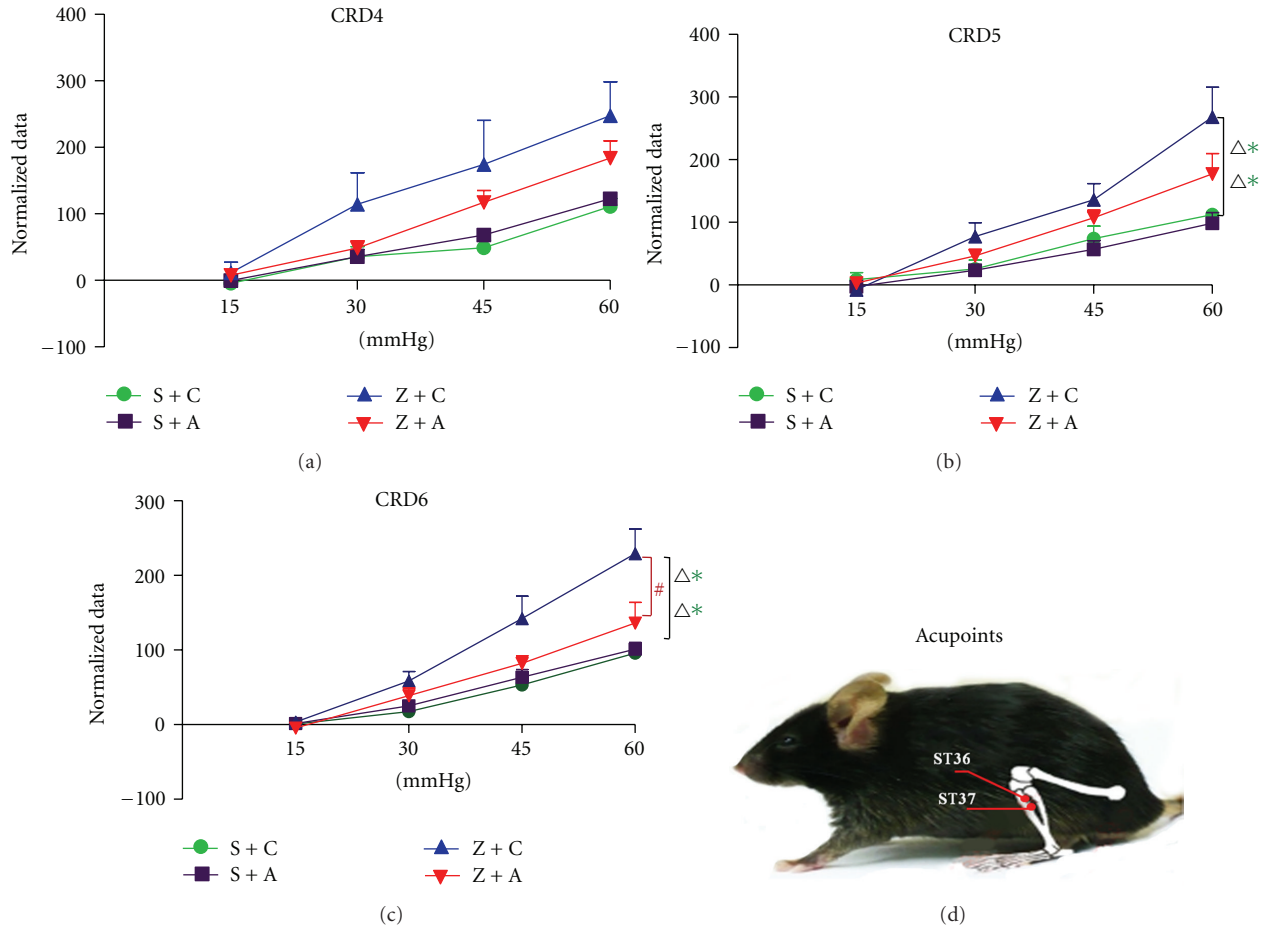 CRD4
400
300
200
100
0
−100
Normalized data
15 30 45 60
(mmHg)
S + C
Z + C
S + A
Z + A
(a)
CRD5
400
300
200
100
0
−100
Normalized data
△*
△*
15 30 45 60
(mmHg)
S + C
Z + C
S + A
Z + A
(b)
CRD6
300
200
100
0
−100
Normalized data
#
△*
△*
15 30 45 60
(mmHg)
S + C
Z + C
S + A
Z + A
(c)
Acupoints
ST36
ST37
(d)